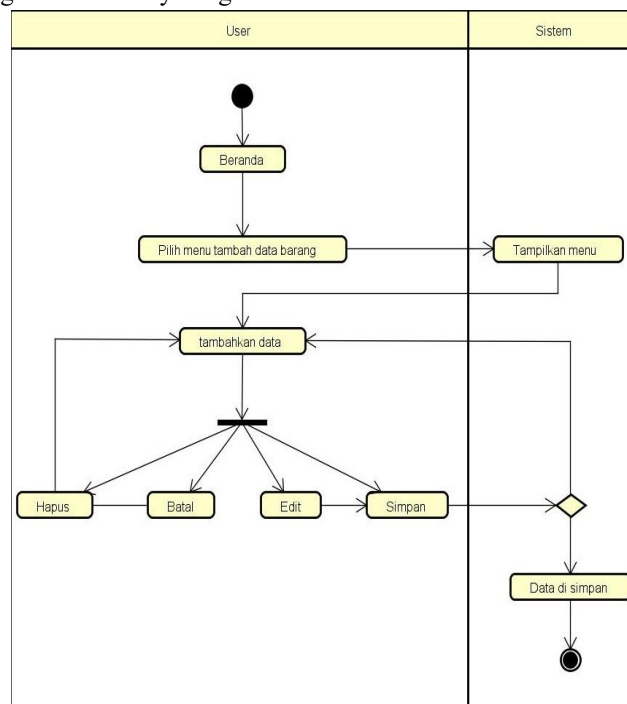 User
Sistem
Beranda
Pilih menu tambah data barang
Tampilkan menu
tambahkan data
Hapus
Batal
Edit
Simpan
Data di simpan